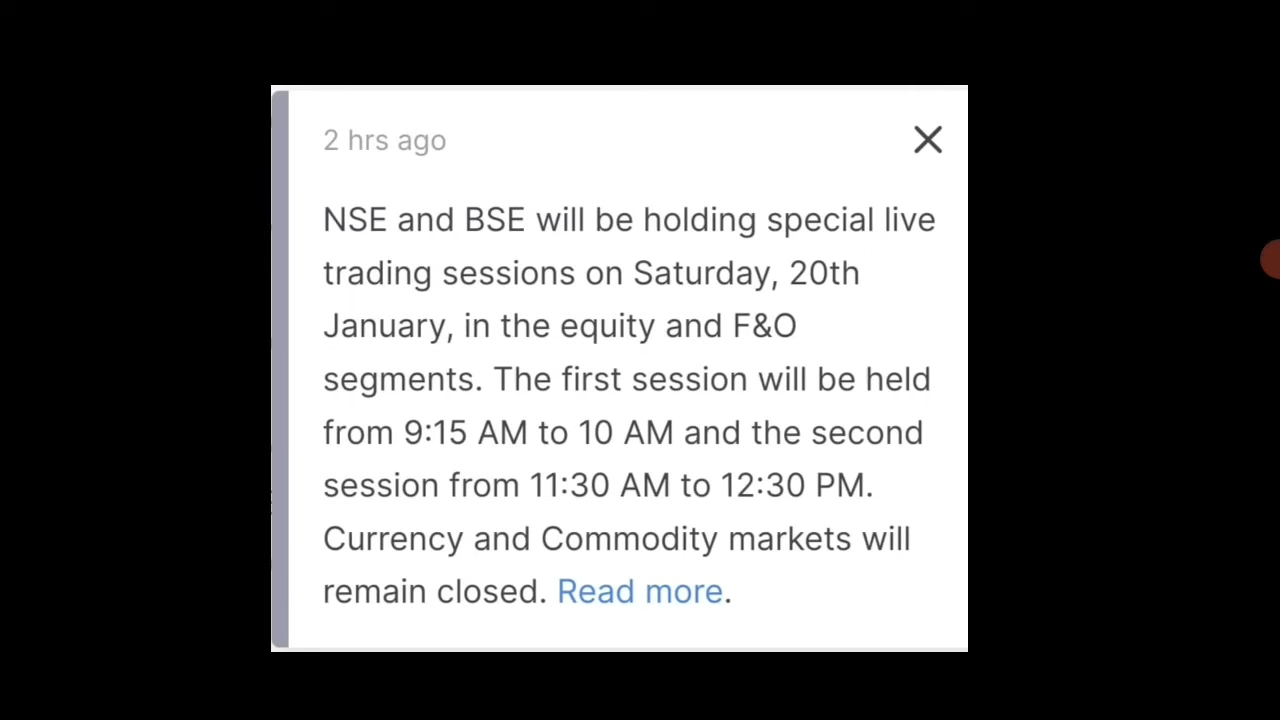 2 hrs ago
NSE and BSE will be holding special live
trading sessions on Saturday, 20th
January, in the equity and F&O
segments. The first session will be held
from 9:15 AM to 10 AM and the second
session from 11:30 AM to 12:30 PM.
Currency and Commodity markets will
remain closed. Read more.